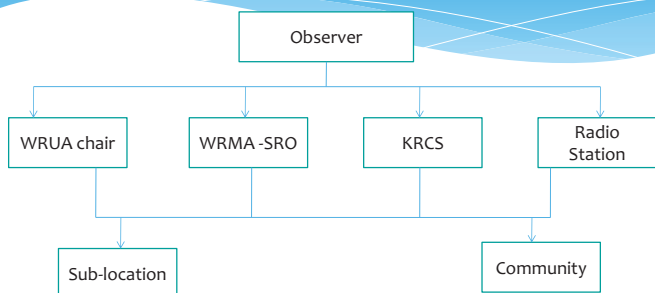 Observer
WRUA chair
WRMA -SRO
KRCS
Radio
Station
Sub-location
Community